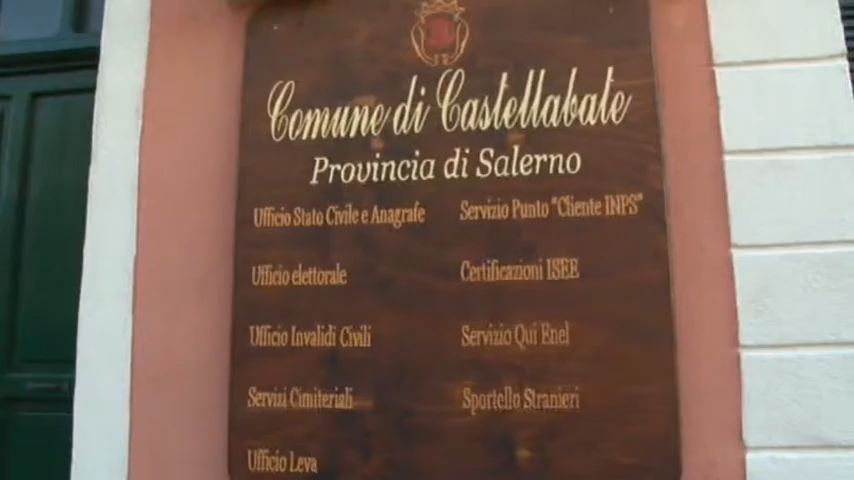 Comune di Castellabate
Provincia di Salerno
Ufficio Stato Civile e Anagrafe
Ufficio elettorale
Ufficio Invalidi Civili
Servizi Cimiteriali
Ufficio Leva
Servizio Punto "Cliente INPS"
Certificazioni ISEE
Servizio Qui Enel
Sportello Stranieri